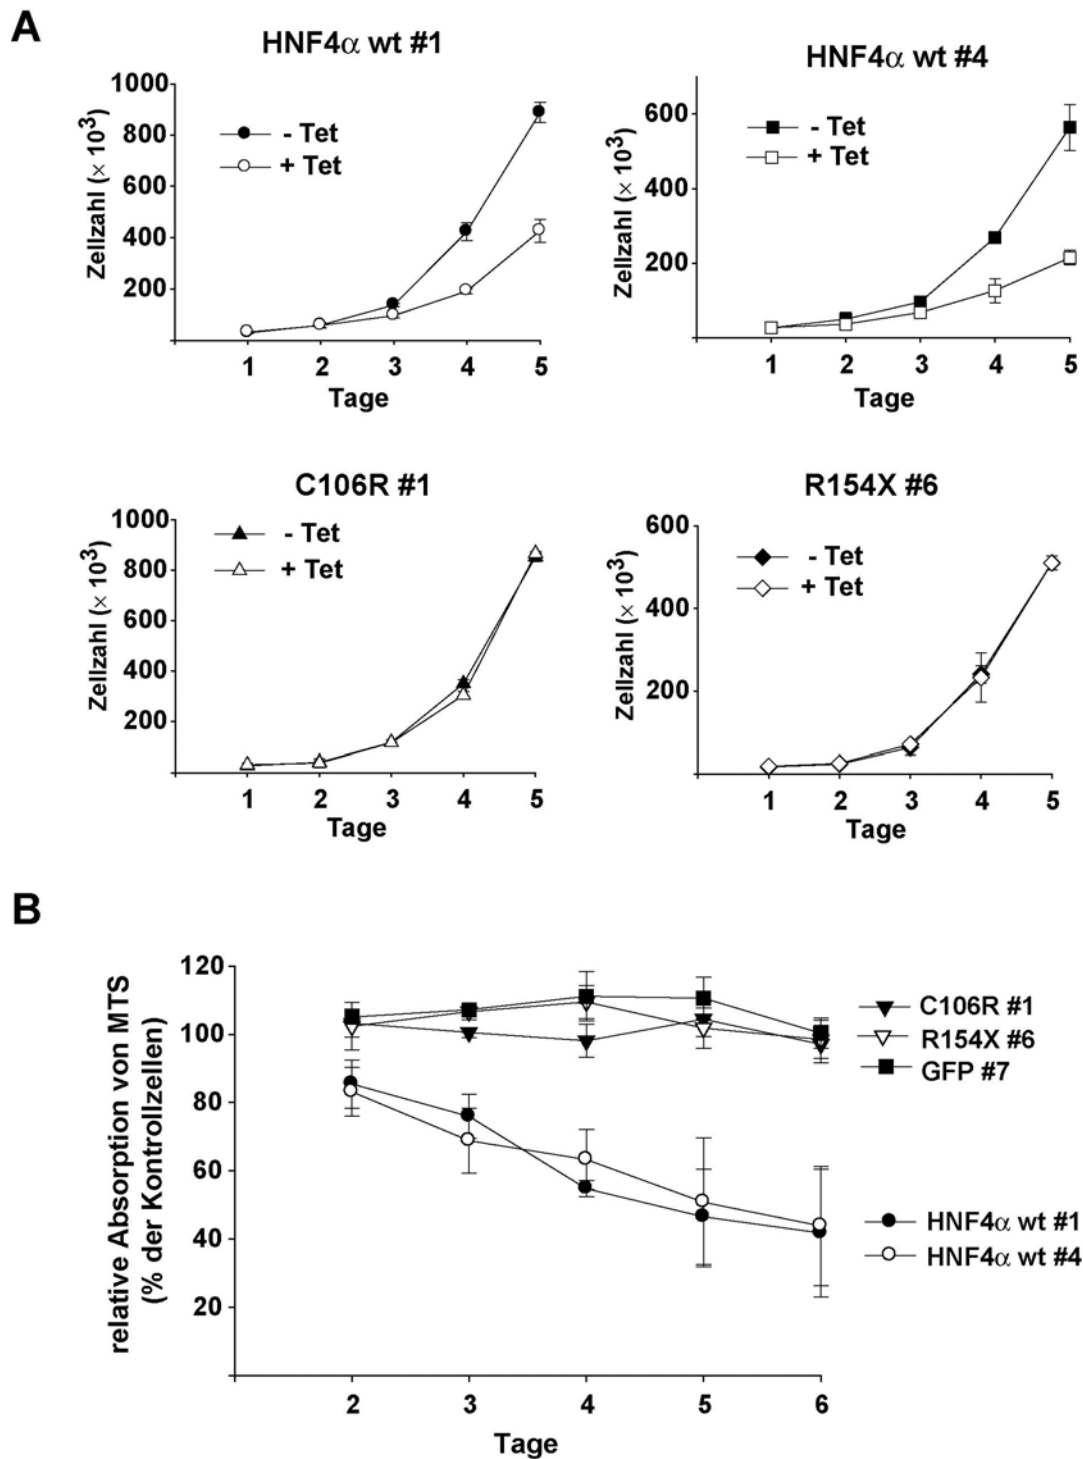 A
HNF4α wt #1
Zellzahl (× 10³)
1000
800
600
400
200
- Tet
+ Tet
1 2 3 4 5
Tage
HNF4α wt #4
Zellzahl (× 10³)
600
400
200
- Tet
+ Tet
1 2 3 4 5
Tage
C106R #1
Zellzahl (× 10³)
1000
800
600
400
200
- Tet
+ Tet
1 2 3 4 5
Tage
R154X #6
Zellzahl (× 10³)
600
400
200
- Tet
+ Tet
1 2 3 4 5
Tage
B
relative Absorption von MTS
(% der Kontrollzellen)
120
100
80
60
40
20
C106R #1
R154X #6
GFP #7
HNF4α wt #1
HNF4α wt #4
2 3 4 5 6
Tage